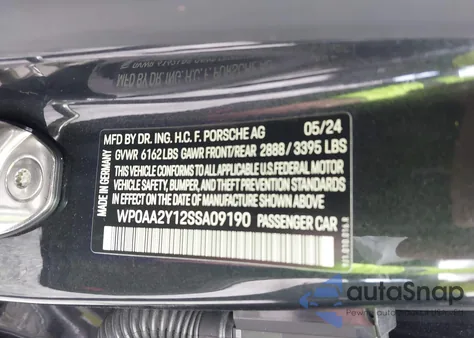 MFD BY DR. ING. H.C. F. PORSCHE AG 05/24
GVWR 6162 LBS GAWR FRONT/REAR 2888 / 3395 LBS
THIS VEHICLE CONFORMS TO ALL APPLICABLE U.S. FEDERAL MOTOR
VEHICLE SAFETY, BUMPER, AND THEFT PREVENTION STANDARDS IN
EFFECT ON THE DATE OF MANUFACTURE SHOWN ABOVE.
WP0AA2Y12SSA09190 PASSENGER CAR
MADE IN GERMANY
autoSnap